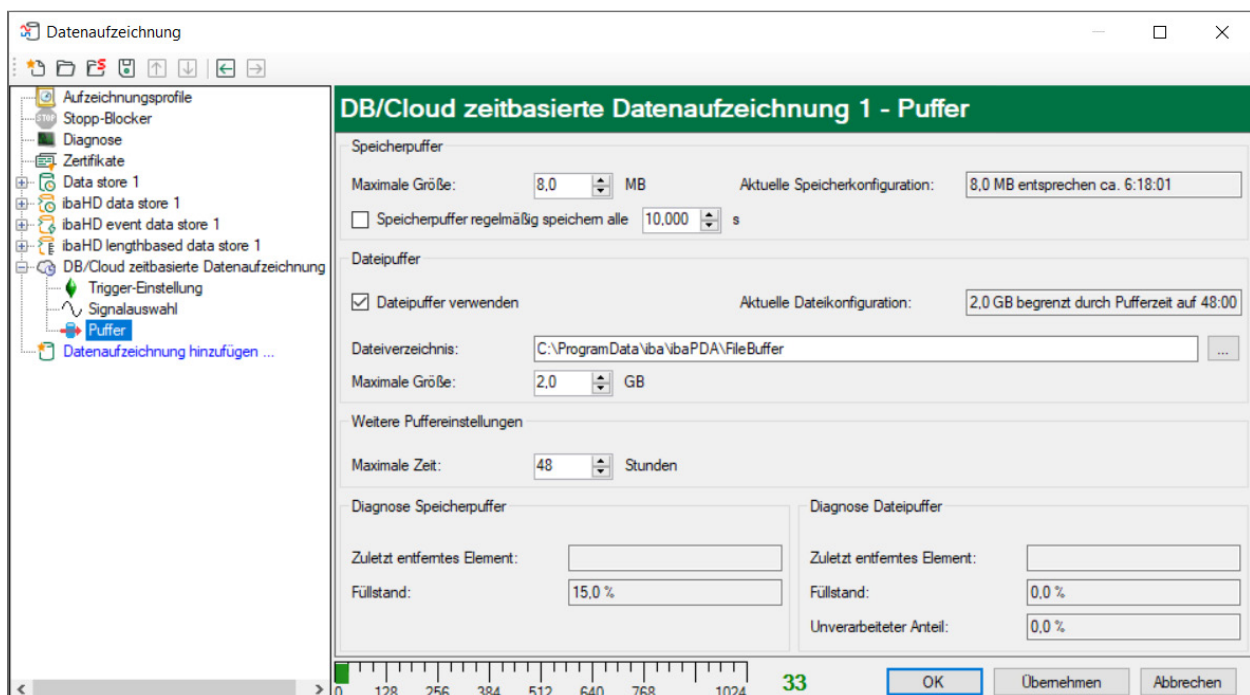 Datenaufzeichnung
Aufzeichnungsprofile
STOP Stopp-Blocker
Diagnose
Zertifikate
Data store 1
ibaHD data store 1
ibaHD event data store 1
ibaHD lengthbased data store 1
DB/Cloud zeitbasierte Datenaufzeichnung
Trigger-Einstellung
Signalauswahl
Puffer
Datenaufzeichnung hinzufügen ...
DB/Cloud zeitbasierte Datenaufzeichnung 1 - Puffer
Speicherpuffer
Maximale Größe: 8,0 MB Aktuelle Speicherkonfiguration: 8,0 MB entsprechen ca. 6:18:01
Speicherpuffer regelmäßig speichern alle 10,000 s
Dateipuffer
Dateipuffer verwenden Aktuelle Dateikonfiguration: 2,0 GB begrenzt durch Pufferzeit auf 48:00
Dateiverzeichnis: C:\ProgramData\iba\ibaPDA\FileBuffer ...
Maximale Größe: 2,0 GB
Weitere Puffereinstellungen
Maximale Zeit: 48 Stunden
Diagnose Speicherpuffer
Zuletzt entferntes Element:
Füllstand: 15,0 %
Diagnose Dateipuffer
Zuletzt entferntes Element:
Füllstand: 0,0 %
Unverarbeiteter Anteil: 0,0 %
0 128 256 384 512 640 768 1024
33
OK Übernehmen Abbrechen